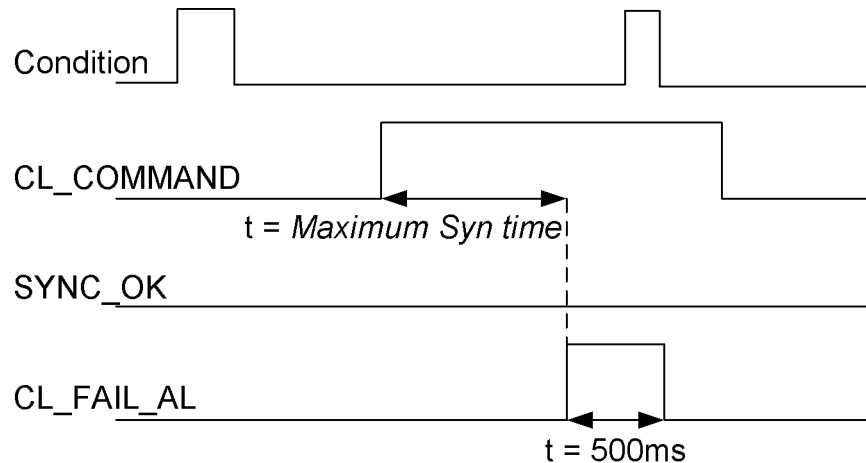 Condition
CL_COMMAND
t = Maximum Syn time
SYNC_OK
CL_FAIL_AL
t = 500ms